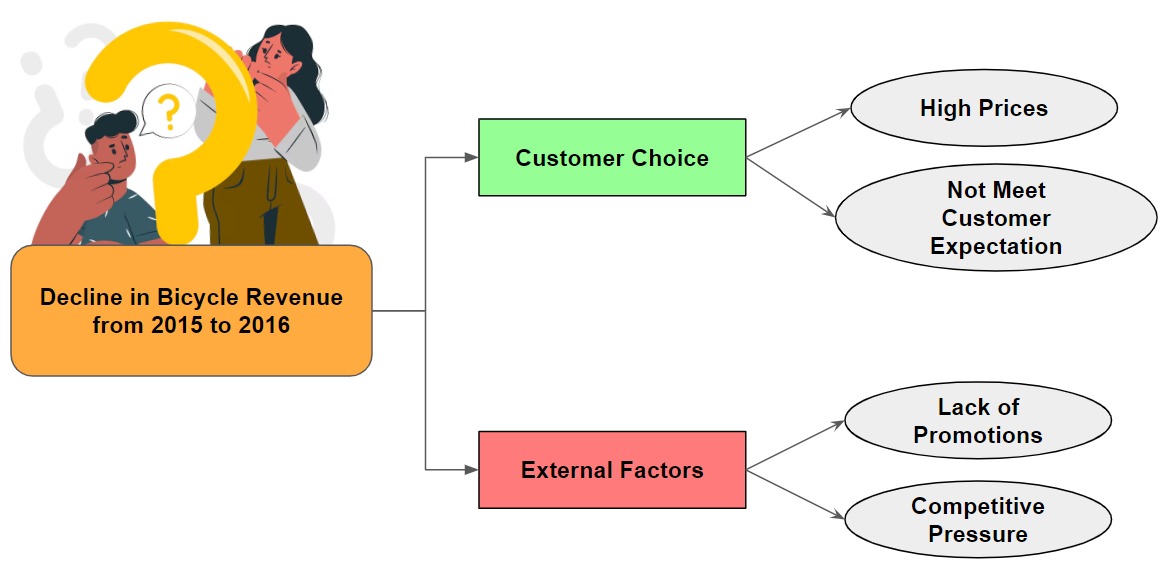 ?
Decline in Bicycle Revenue
from 2015 to 2016
Customer Choice
High Prices
Not Meet
Customer
Expectation
External Factors
Lack of
Promotions
Competitive
Pressure